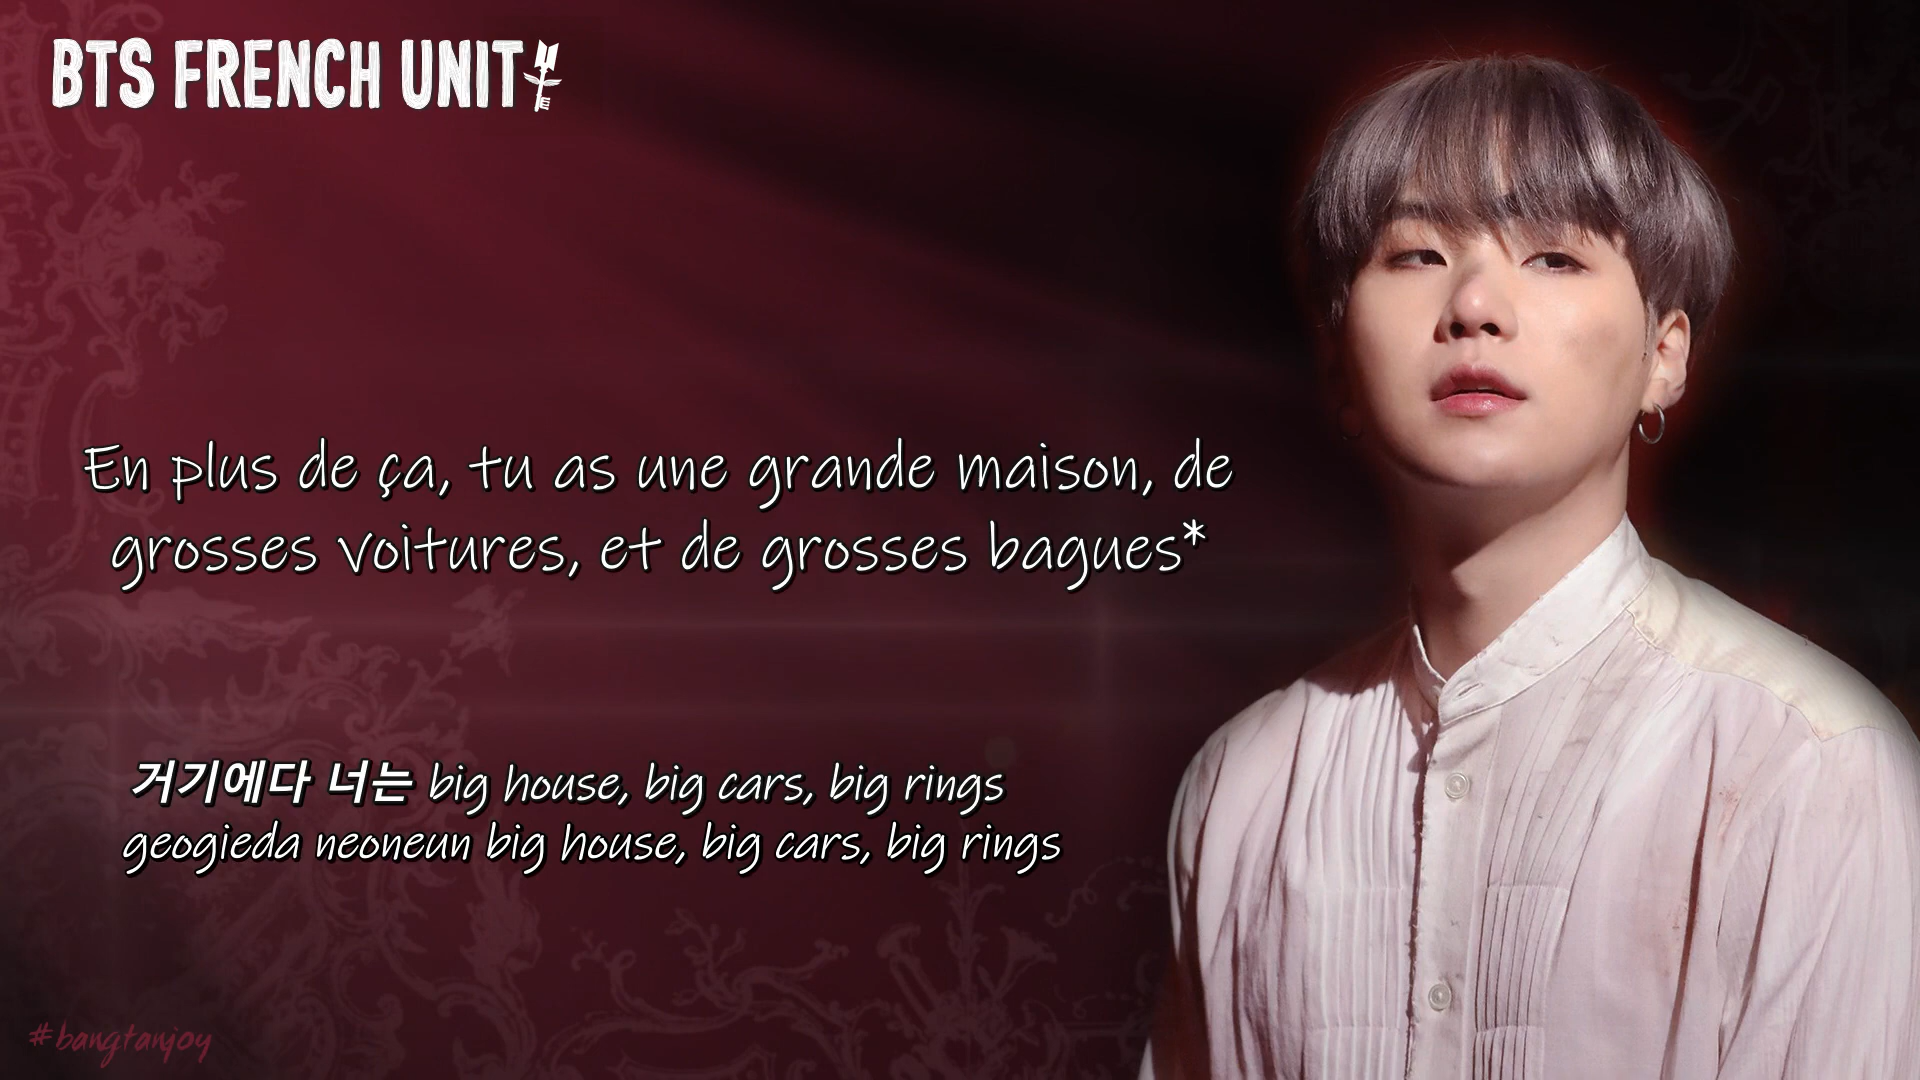 BTS FRENCH UNITE
En plus de ça, tu as une grande maison, de
grosses voitures, et de grosses bagues*
거기에다 너는 big house, big cars, big rings
geogieda neoneun big house, big cars, big rings
#bangtanjoy